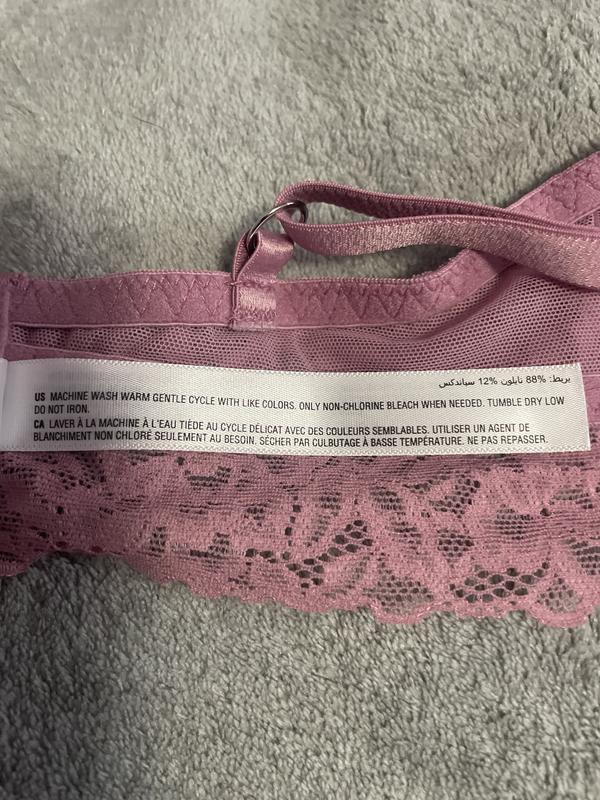 بريط: 88% نايلون 12% سباندكس
US MACHINE WASH WARM GENTLE CYCLE WITH LIKE COLORS. ONLY NON-CHLORINE BLEACH WHEN NEEDED. TUMBLE DRY LOW
DO NOT IRON.
CA LAVER À LA MACHINE À L'EAU TIÉDE AU CYCLE DÉLICAT AVEC DES COULEURS SEMBLABLES. UTILISER UN AGENT DE
BLANCHIMENT NON CHLORÉ SEULEMENT AU BESOIN. SÉCHER PAR CULBUTAGE À BASSE TEMPÉRATURE. NE PAS REPASSER.